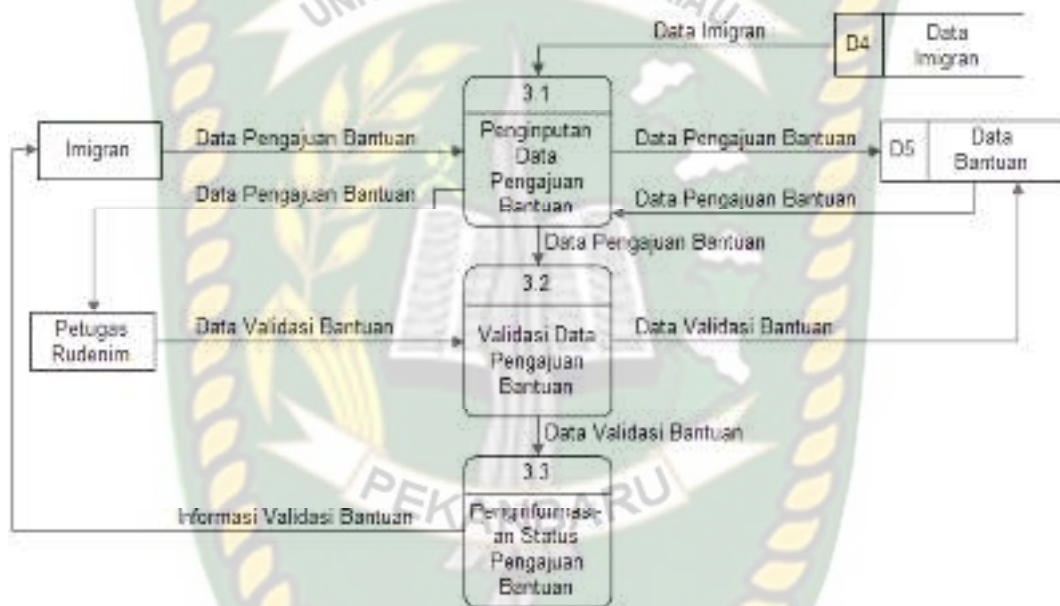 Data Imigran
D4
Data
Imigran
3.1
Penginputan
Data
Pengajuan
Bantuan
Imigran
Data Pengajuan Bantuan
Data Pengajuan Bantuan
D5
Data
Bantuan
Data Pengajuan Bantuan
Data Pengajuan Bantuan
Data Pengajuan Bantuan
3.2
Validasi Data
Pengajuan
Bantuan
Petugas
Rudenim
Data Validasi Bantuan
Data Validasi Bantuan
Data Validasi Bantuan
3.3
Penginformasi-
an Status
Pengajuan
Bantuan
Informasi Validasi Bantuan
PEKANBARU